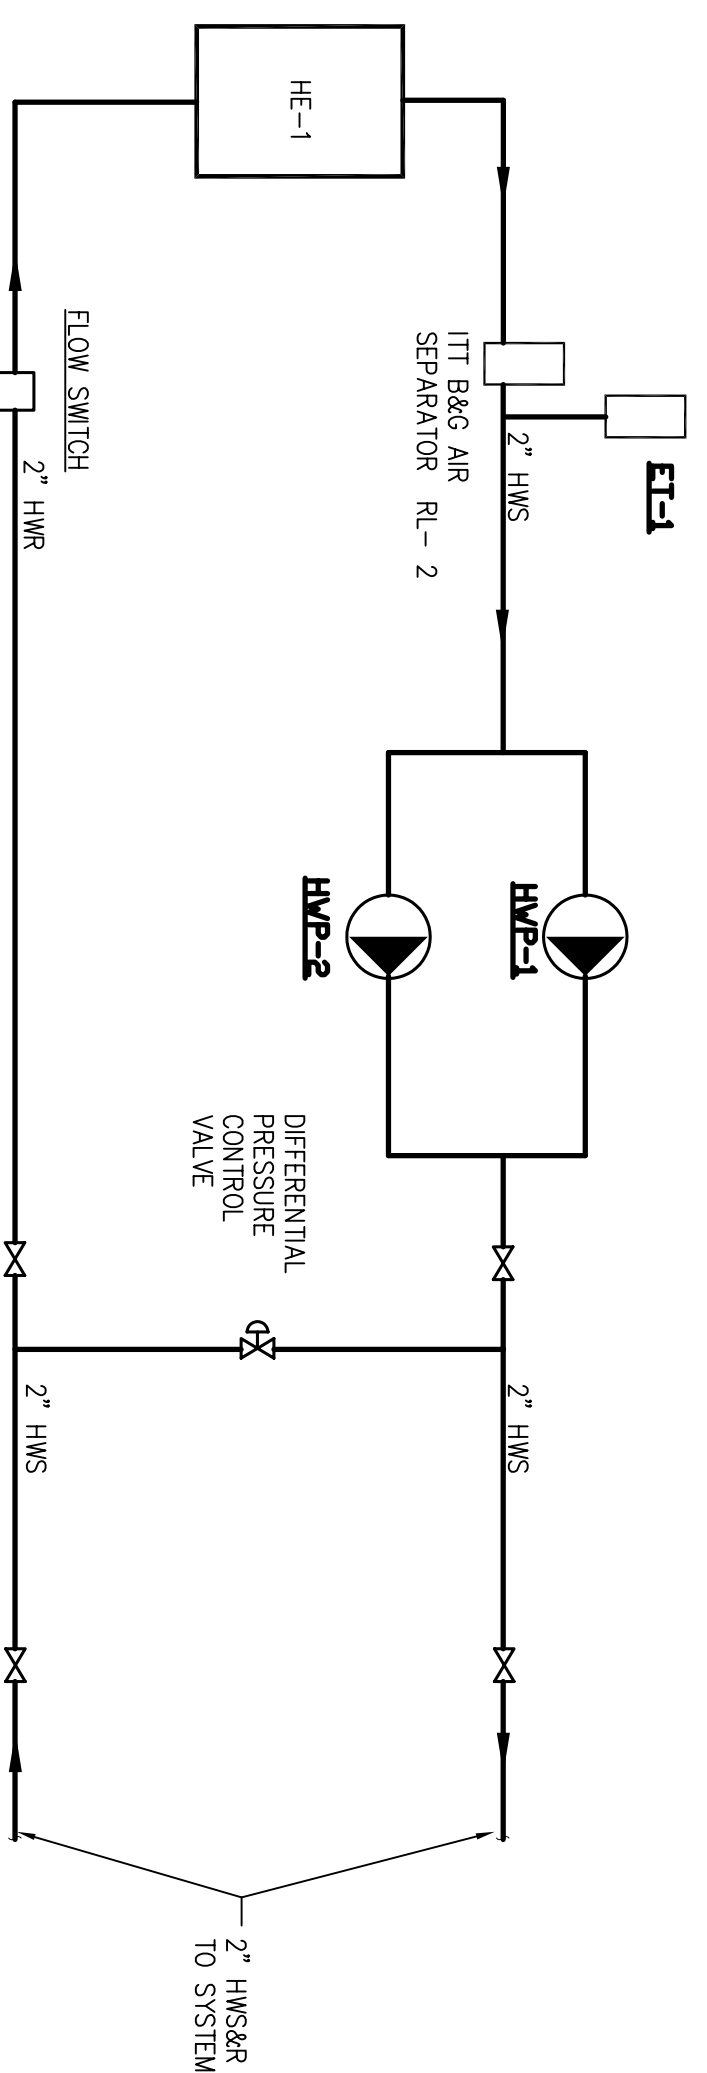 ET-1
HE-1
ITT B&G AIR
SEPARATOR RL- 2
2" HWS
HWP-1
HWP-2
DIFFERENTIAL
PRESSURE
CONTROL
VALVE
2" HWS
FLOW SWITCH
2" HWR
2" HWS
2" HWS&R
TO SYSTEM